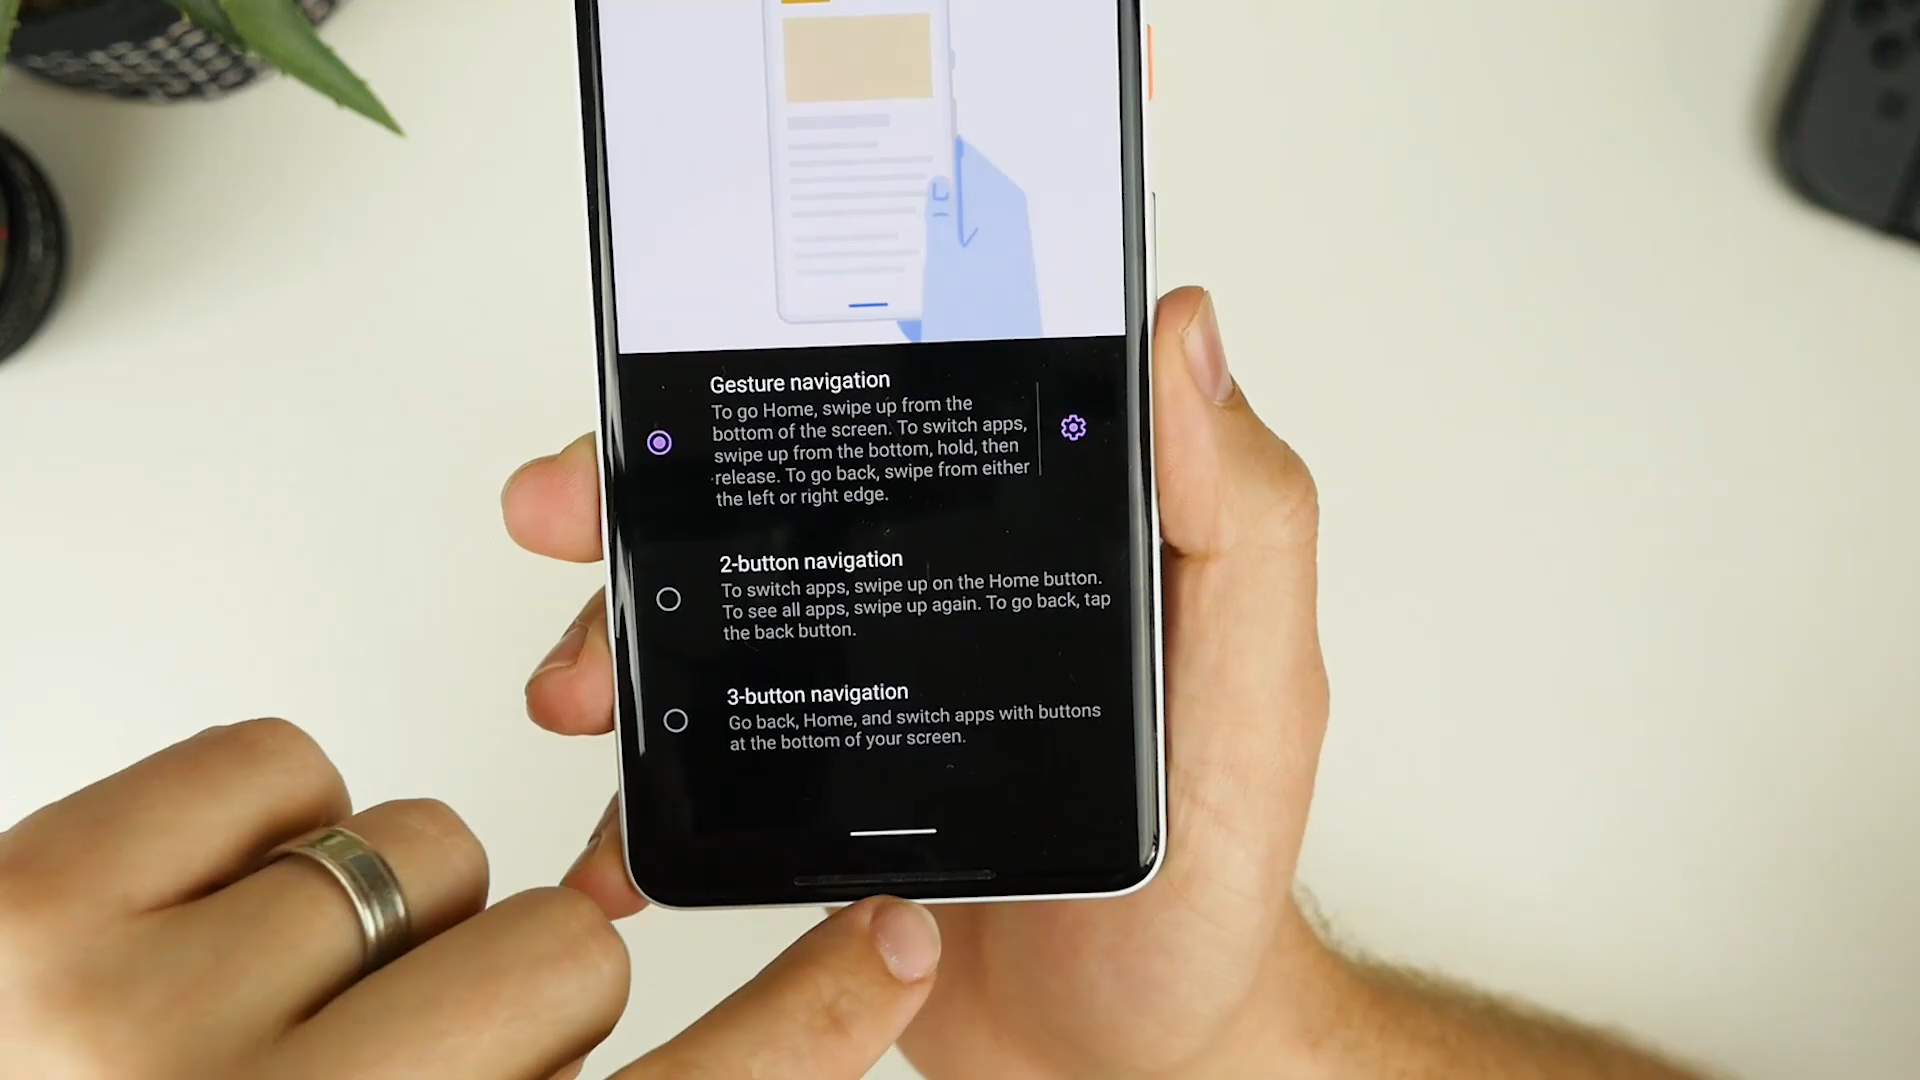 Gesture navigation
To go Home, swipe up from the
bottom of the screen. To switch apps,
swipe up from the bottom, hold, then
release. To go back, swipe from either
the left or right edge.
2-button navigation
To switch apps, swipe up on the Home button.
To see all apps, swipe up again. To go back, tap
the back button.
3-button navigation
Go back, Home, and switch apps with buttons
at the bottom of your screen.